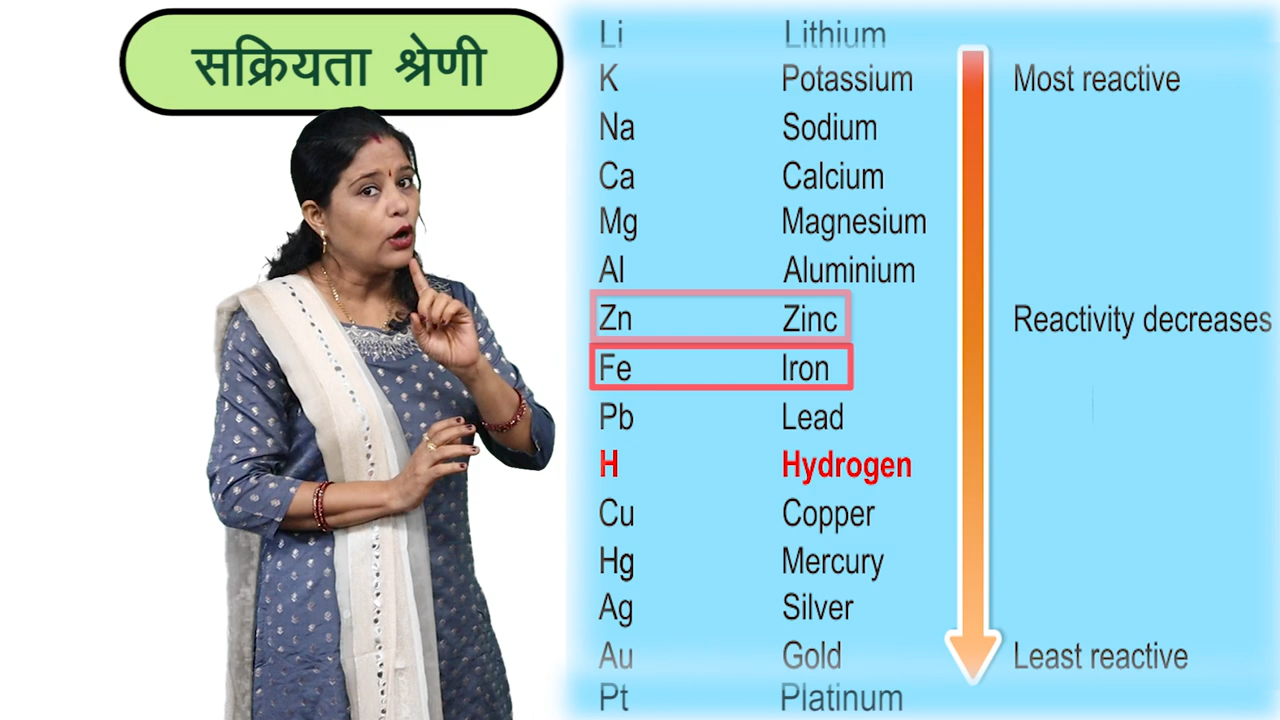 सक्रियता श्रेणी
Li Lithium
K Potassium Most reactive
Na Sodium
Ca Calcium
Mg Magnesium
Al Aluminium
Zn Zinc Reactivity decreases
Fe Iron
Pb Lead
H Hydrogen
Cu Copper
Hg Mercury
Ag Silver
Au Gold Least reactive
Pt Platinum